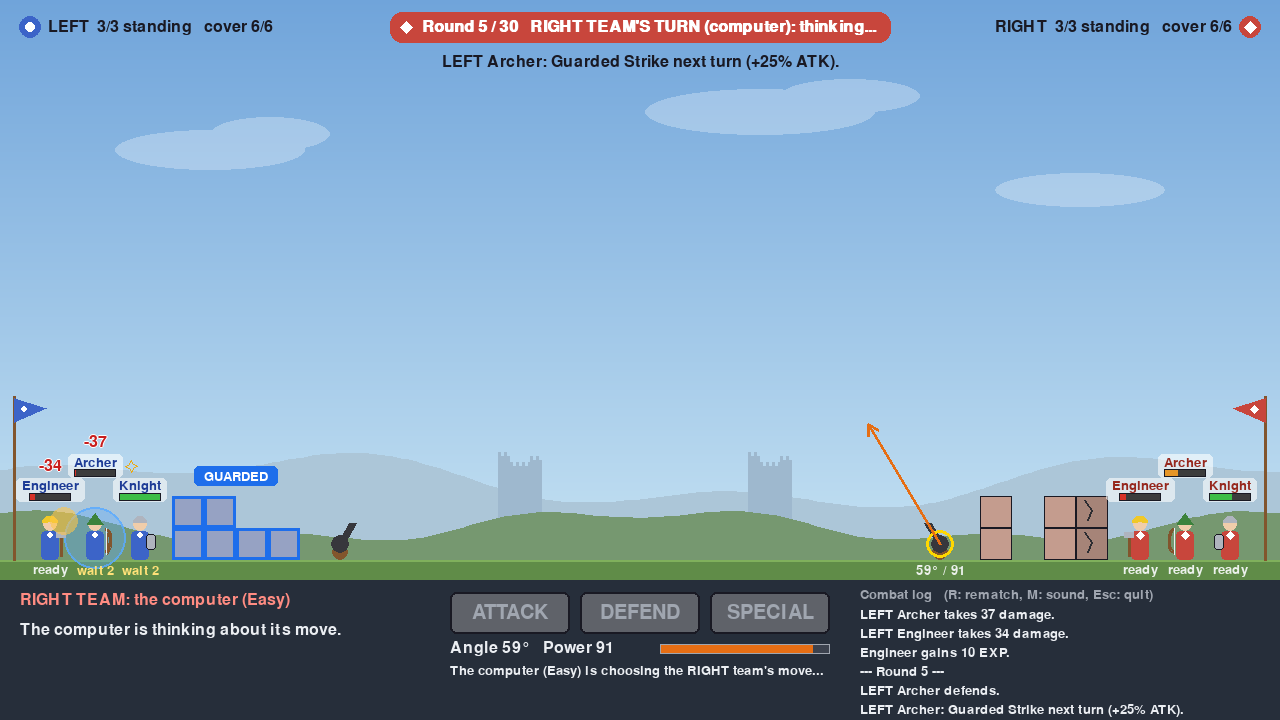 LEFT 3/3 standing cover 6/6
Round 5 / 30 RIGHT TEAM'S TURN (computer): thinking...
RIGHT 3/3 standing cover 6/6
LEFT Archer: Guarded Strike next turn (+25% ATK).
-37
-34
Archer
Engineer
Knight
GUARDED
Archer
Engineer
Knight
ready
wait 2
wait 2
59° / 91
ready
ready
ready
RIGHT TEAM: the computer (Easy)
The computer is thinking about its move.
ATTACK
DEFEND
SPECIAL
Angle 59° Power 91
The computer (Easy) is choosing the RIGHT team's move...
Combat log (R: rematch, M: sound, Esc: quit)
LEFT Archer takes 37 damage.
LEFT Engineer takes 34 damage.
Engineer gains 10 EXP.
--- Round 5 ---
LEFT Archer defends.
LEFT Archer: Guarded Strike next turn (+25% ATK).